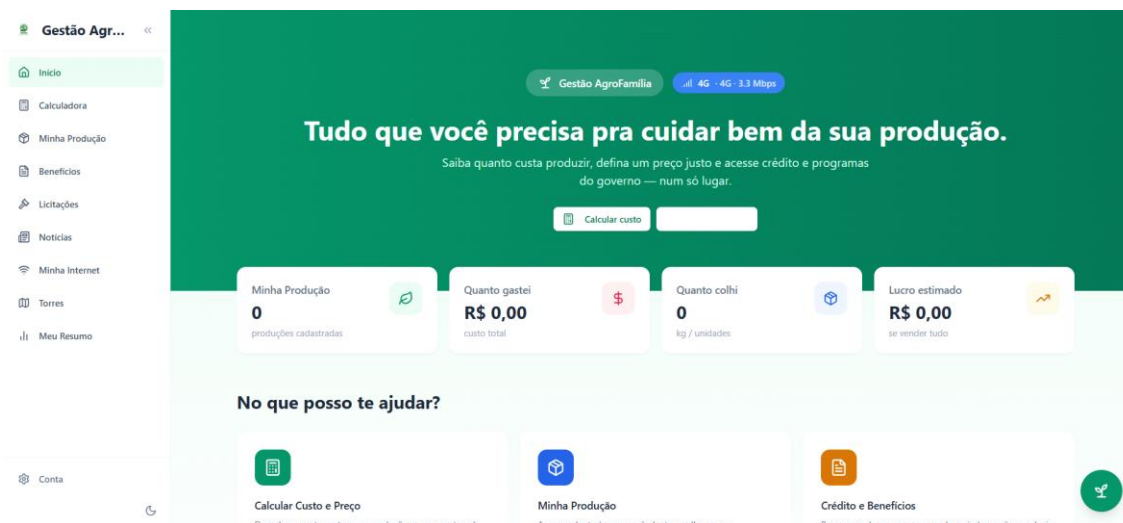 Gestão Agr...
Início
Calculadora
Minha Produção
Benefícios
Licitações
Notícias
Minha Internet
Torres
Meu Resumo
Conta
Gestão AgroFamília
4G · 4G · 3.3 Mbps
Tudo que você precisa pra cuidar bem da sua produção.
Saiba quanto custa produzir, defina um preço justo e acesse crédito e programas
do governo — num só lugar.
Calcular custo
Minha Produção
0
produções cadastradas
Quanto gastei
R$ 0,00
custo total
Quanto colhi
0
kg / unidades
Lucro estimado
R$ 0,00
se vender tudo
No que posso te ajudar?
Calcular Custo e Preço
Minha Produção
Crédito e Benefícios